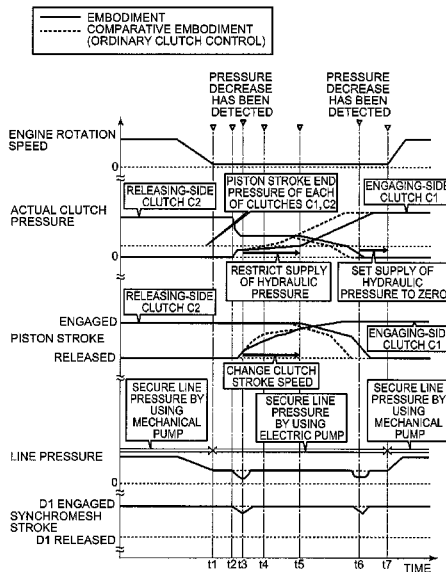 EMBODIMENT
COMPARATIVE EMBODIMENT
(ORDINARY CLUTCH CONTROL)
PRESSURE
DECREASE
HAS BEEN
DETECTED
PRESSURE
DECREASE
HAS BEEN
DETECTED
ENGINE ROTATION
SPEED
0
RELEASING-SIDE
CLUTCH C2
PISTON STROKE END
PRESSURE OF EACH
OF CLUTCHES C1,C2
ENGAGING-SIDE
CLUTCH C1
ACTUAL CLUTCH
PRESSURE
0
RESTRICT SUPPLY
OF HYDRAULIC
PRESSURE
SET SUPPLY OF
HYDRAULIC
PRESSURE TO ZERO
RELEASING-SIDE
CLUTCH C2
ENGAGED
PISTON STROKE
RELEASED
ENGAGING-SIDE
CLUTCH C1
CHANGE CLUTCH
STROKE SPEED
SECURE LINE
PRESSURE BY
USING
MECHANICAL
PUMP
SECURE LINE
PRESSURE
BY USING
ELECTRIC PUMP
SECURE LINE
PRESSURE BY
USING
MECHANICAL
PUMP
LINE PRESSURE
0
D1 ENGAGED
SYNCHROMESH
STROKE
D1 RELEASED
t1 t2 t3 t4 t5 t6 t7 TIME